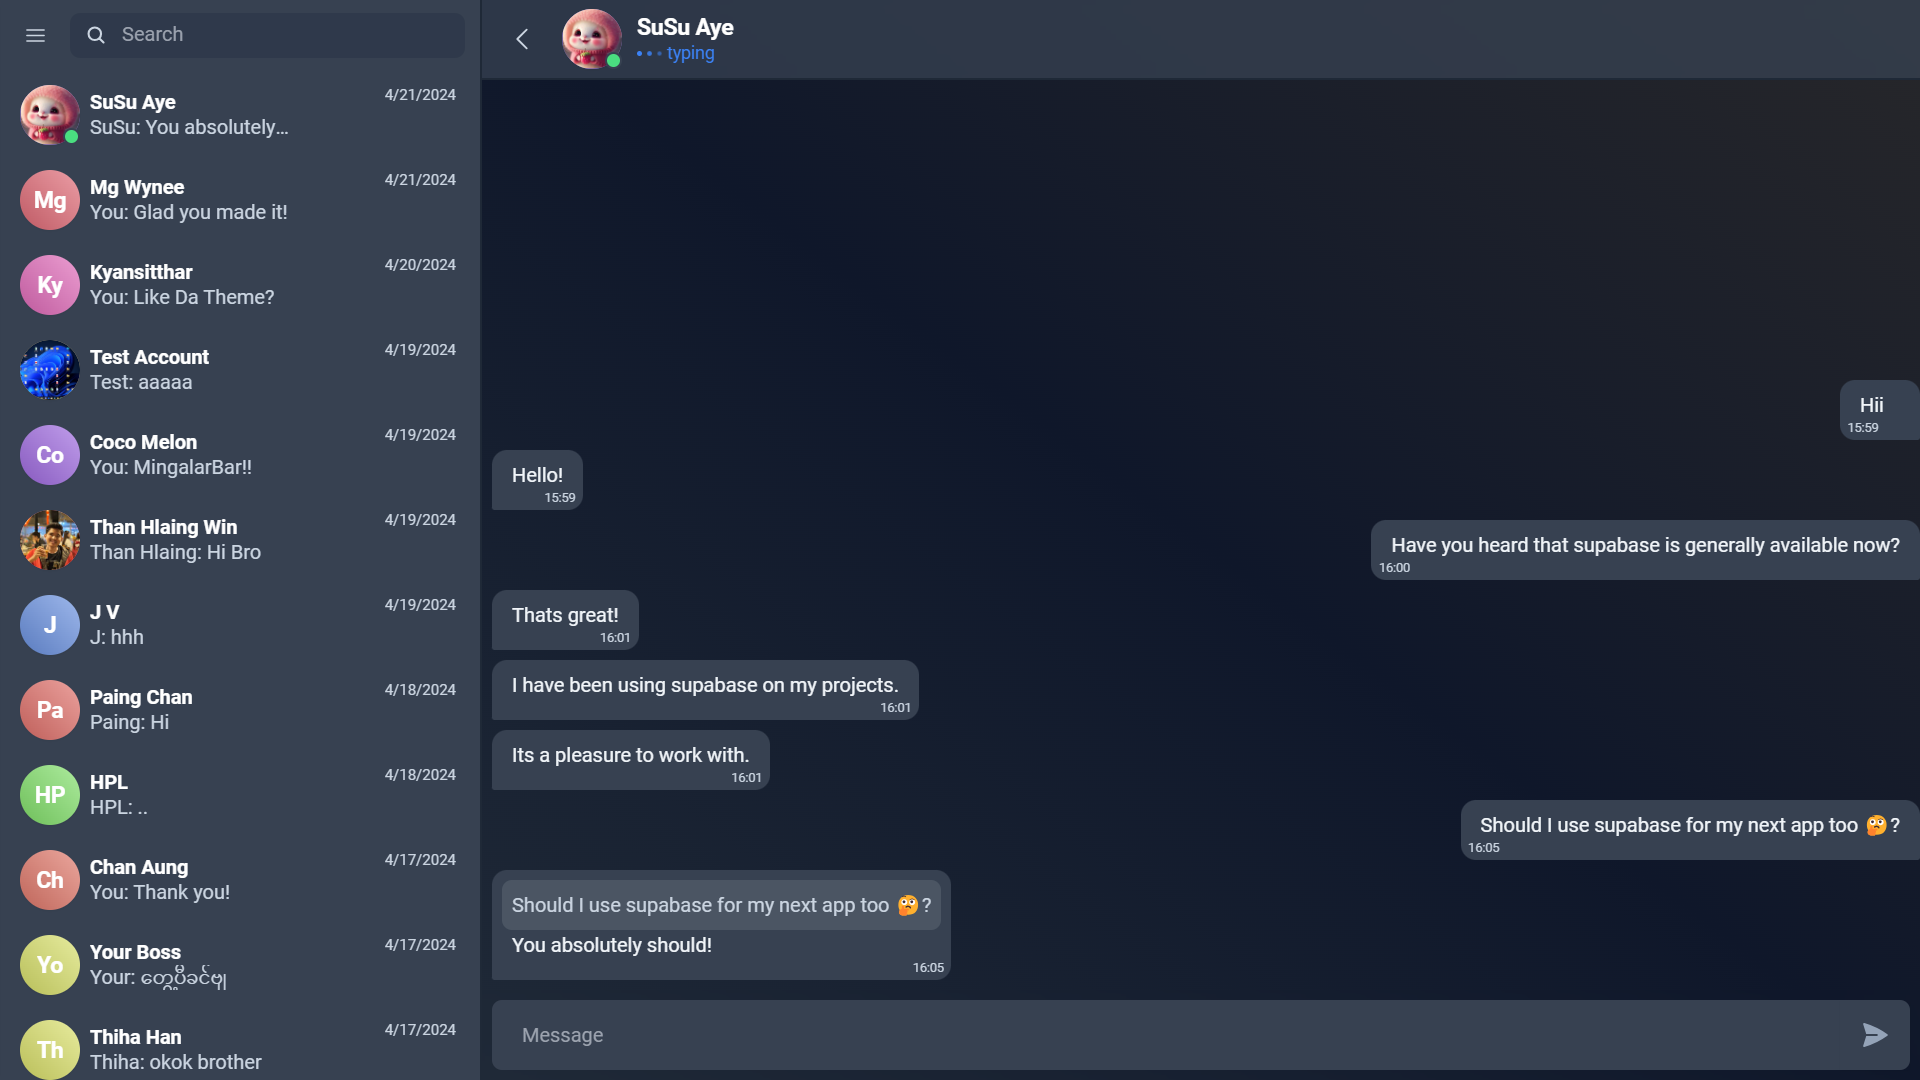 Search
SuSu Aye
4/21/2024
SuSu: You absolutely...
Mg
Mg Wynee
4/21/2024
You: Glad you made it!
Ky
Kyansitthar
4/20/2024
You: Like Da Theme?
Test Account
4/19/2024
Test: aaaaa
Co
Coco Melon
4/19/2024
You: MingalarBar!!
Than Hlaing Win
4/19/2024
Than Hlaing: Hi Bro
J
J V
4/19/2024
J: hhh
Pa
Paing Chan
4/18/2024
Paing: Hi
HP
HPL
4/18/2024
HPL: ..
Ch
Chan Aung
4/17/2024
You: Thank you!
Yo
Your Boss
4/17/2024
Your:
Th
Thiha Han
4/17/2024
Thiha: okok brother
SuSu Aye
typing
Hii
15:59
Hello!
15:59
Have you heard that supabase is generally available now?
16:00
Thats great!
16:01
I have been using supabase on my projects.
16:01
Its a pleasure to work with.
16:01
Should I use supabase for my next app too 🤔?
16:05
Should I use supabase for my next app too 🤔?
You absolutely should!
16:05
Message